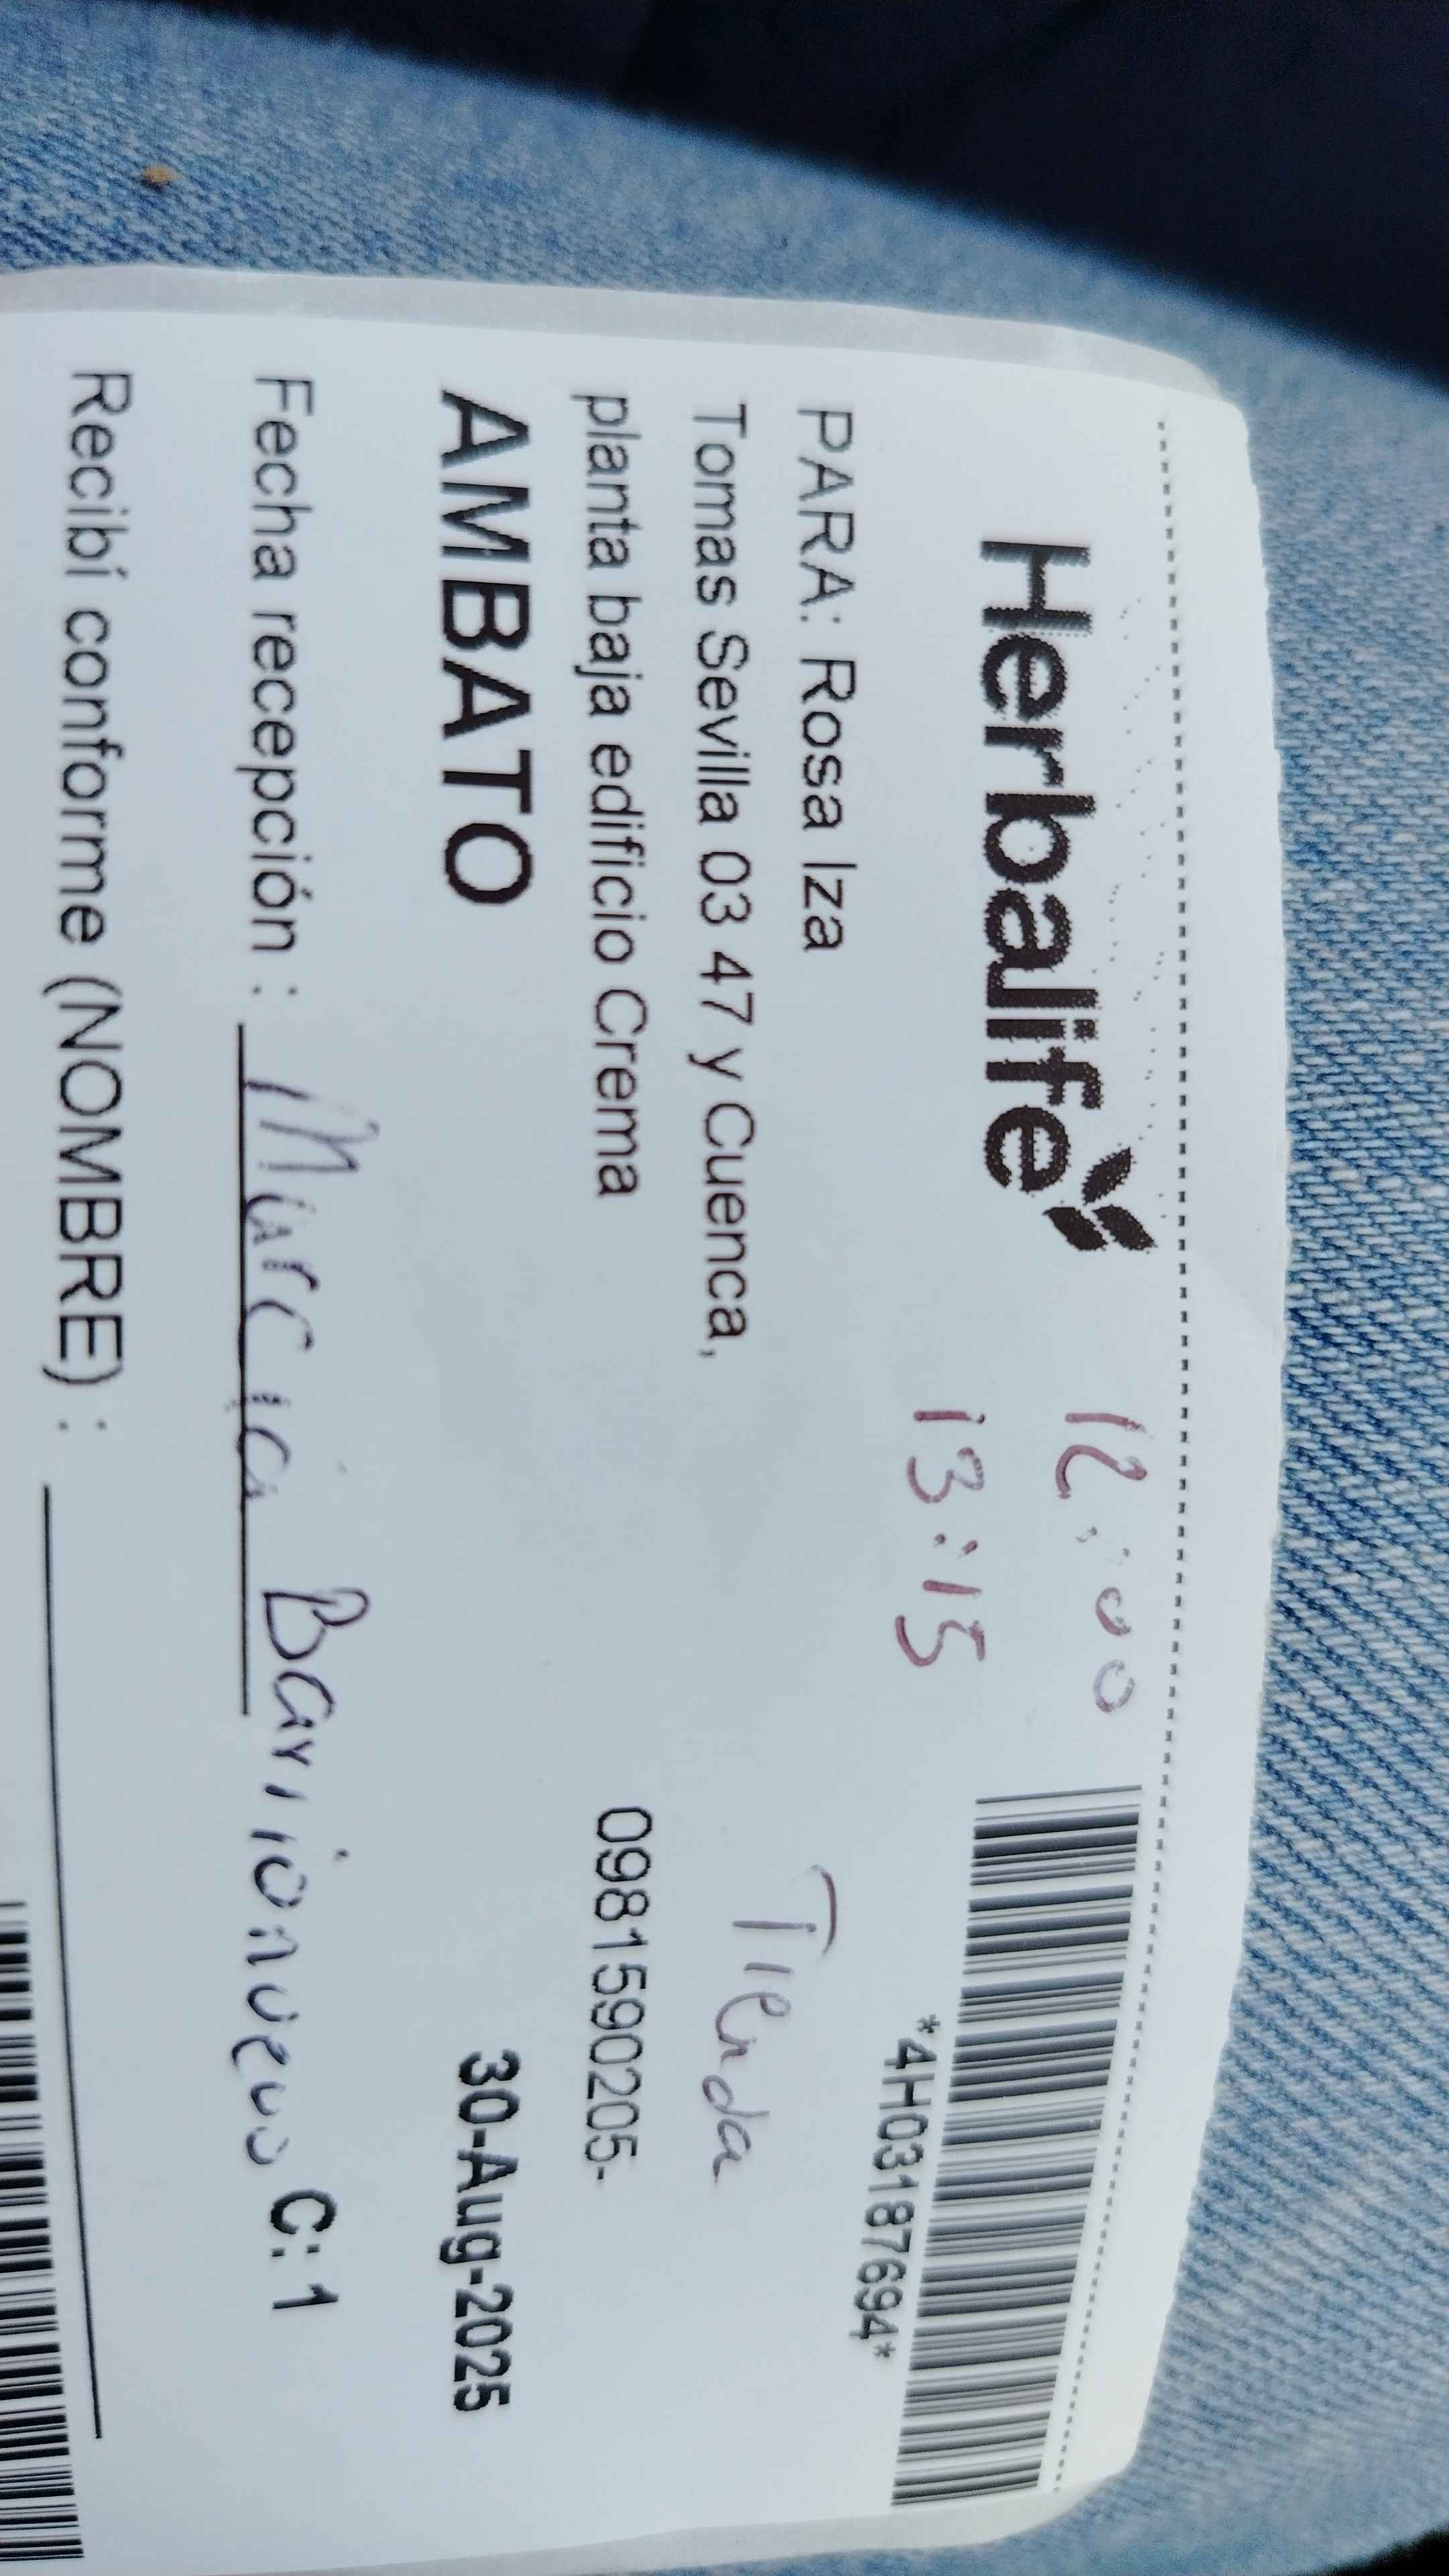 Herbalife
12:00
13:15
*4H03187694*
PARA: Rosa Iza
Tienda
Tomas Sevilla 03 47 y Cuenca,
planta baja edificio Crema
0981590205-
AMBATO
30-Aug-2025
Fecha recepción : Marcia Barrionuevo C: 1
Recibí conforme (NOMBRE) :